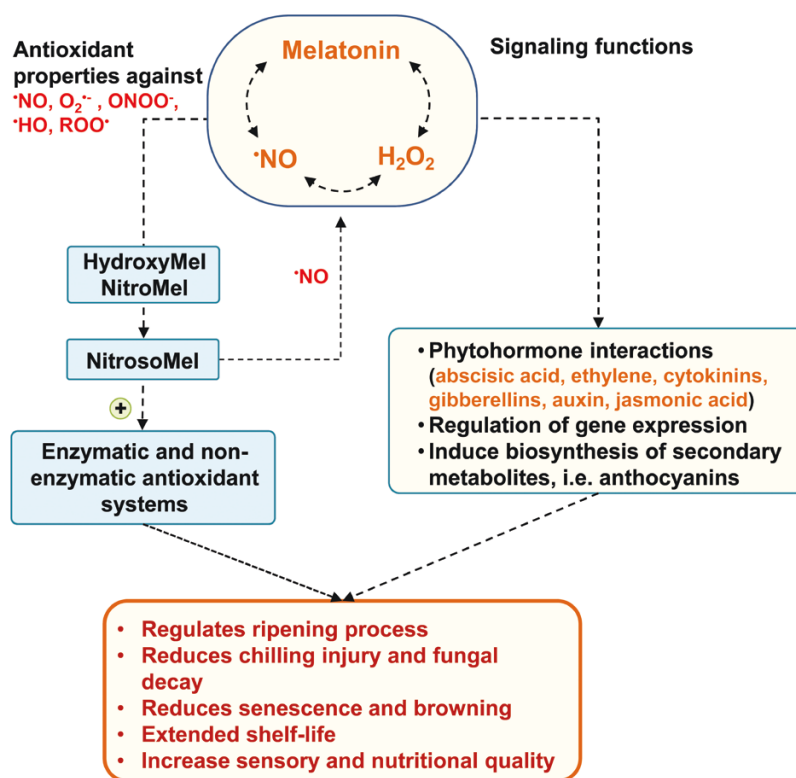 Antioxidant
properties against
•NO, O₂•⁻ , ONOO⁻,
•HO, ROO•
Melatonin
•NO
H₂O₂
Signaling functions
HydroxyMel
NitroMel
•NO
NitrosoMel
+
Enzymatic and non-
enzymatic antioxidant
systems
• Phytohormone interactions
(abscisic acid, ethylene, cytokinins,
gibberellins, auxin, jasmonic acid)
• Regulation of gene expression
• Induce biosynthesis of secondary
metabolites, i.e. anthocyanins
• Regulates ripening process
• Reduces chilling injury and fungal
decay
• Reduces senescence and browning
• Extended shelf-life
• Increase sensory and nutritional quality